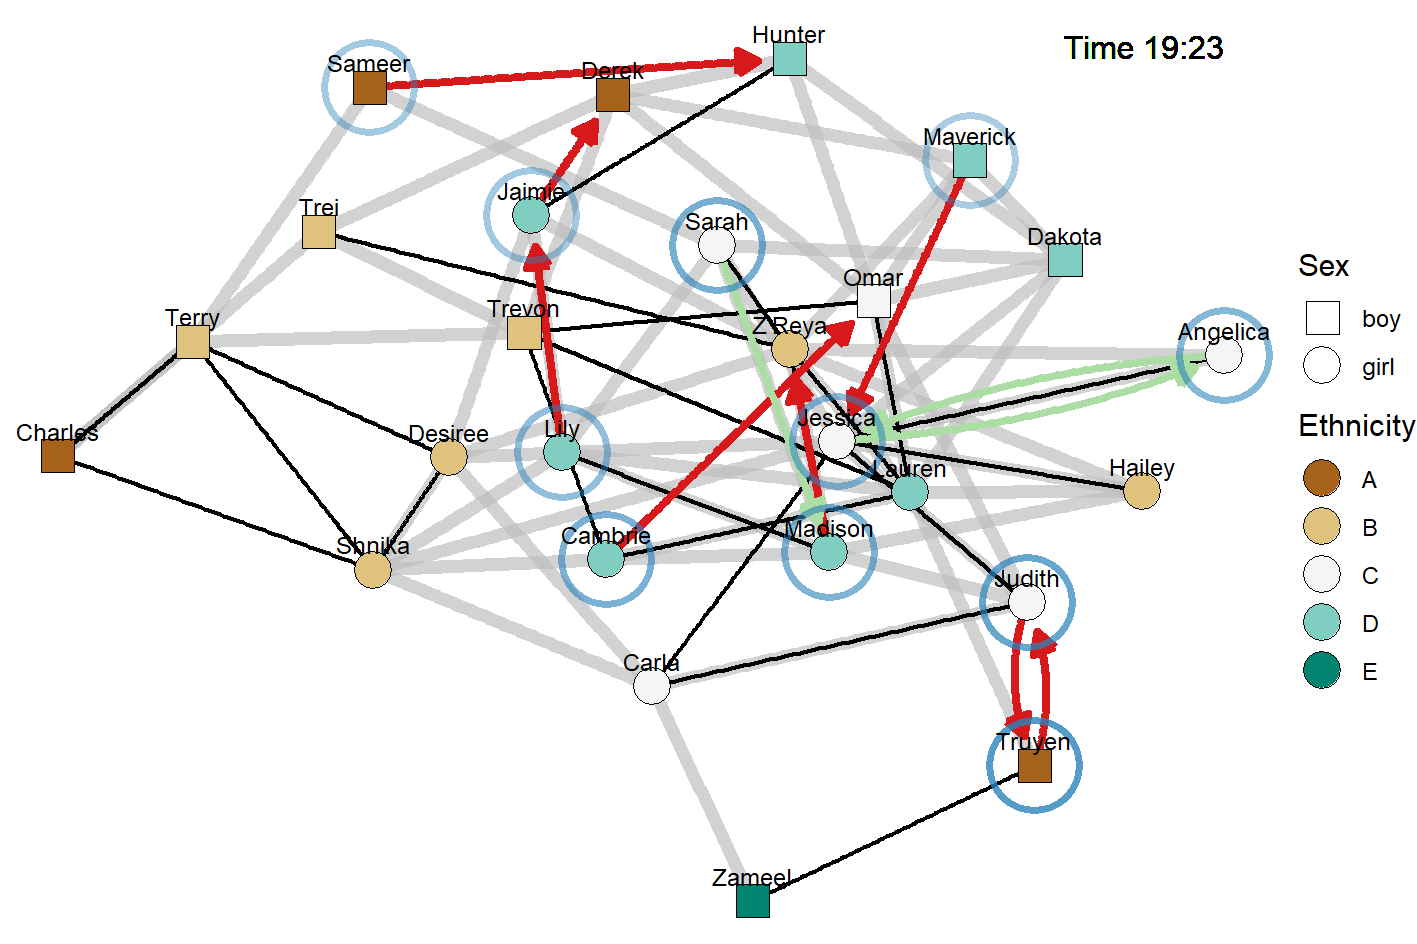 Hunter
Time 19:23
Sameer
Derek
Maverick
Jaimie
Trei
Sarah
Dakota
Omar
Trevon
Terry
Z'Reya
Angelica
Jessica
Charles
Desiree
Lily
Lauren
Hailey
Cambrie
Madison
Shnika
Judith
Carla
Truyen
Zameel
Sex
boy
girl
Ethnicity
A
B
C
D
E